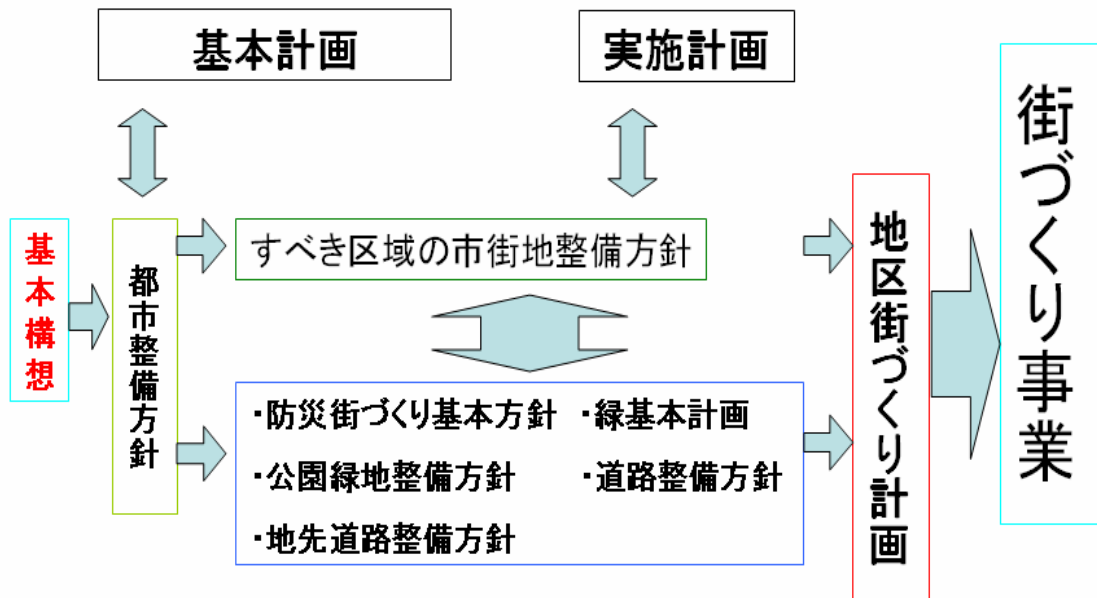 基本計画
実施計画
基本構想
都市整備方針
すべき区域の市街地整備方針
・防災街づくり基本方針 ・緑基本計画
・公園緑地整備方針 ・道路整備方針
・地先道路整備方針
地区街づくり計画
街づくり事業